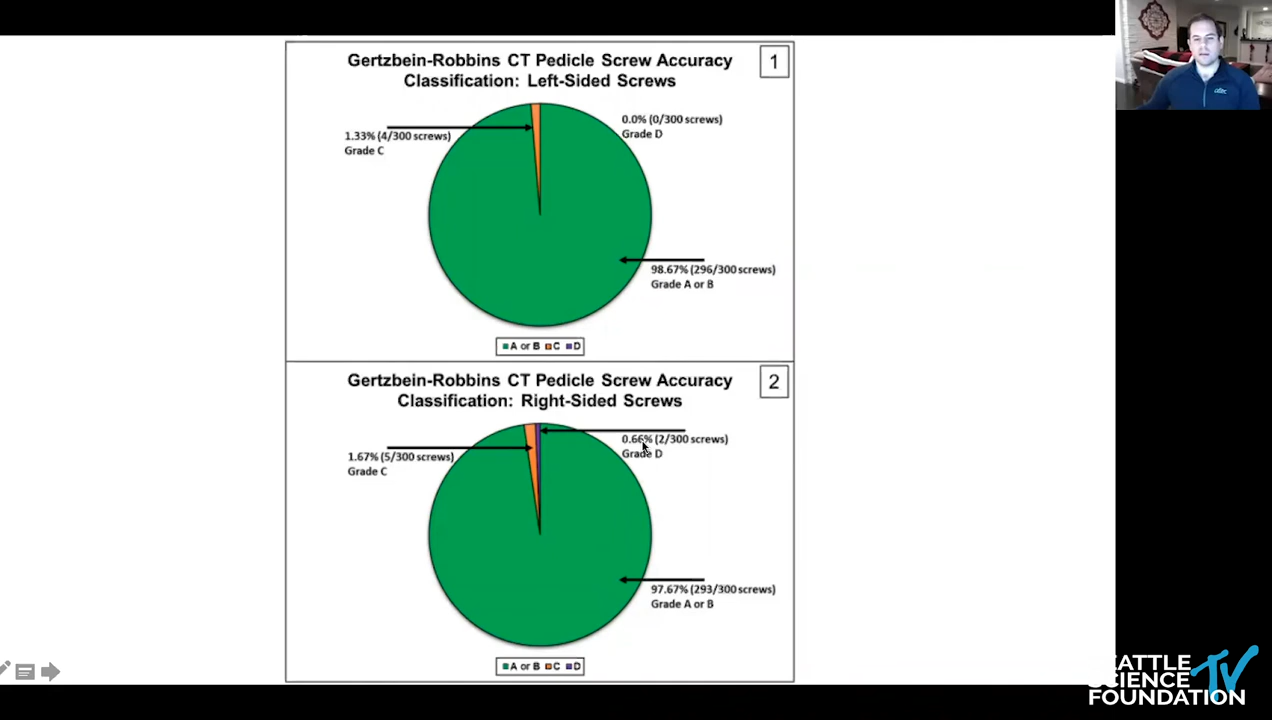 Gertzbein-Robbins CT Pedicle Screw Accuracy
Classification: Left-Sided Screws
1
1.33% (4/300 screws)
Grade C
0.0% (0/300 screws)
Grade D
98.67% (296/300 screws)
Grade A or B
A or B C D
Gertzbein-Robbins CT Pedicle Screw Accuracy
Classification: Right-Sided Screws
2
1.67% (5/300 screws)
Grade C
0.66% (2/300 screws)
Grade D
97.67% (293/300 screws)
Grade A or B
A or B C D
SEATTLE
SCIENCE
FOUNDATION
TV